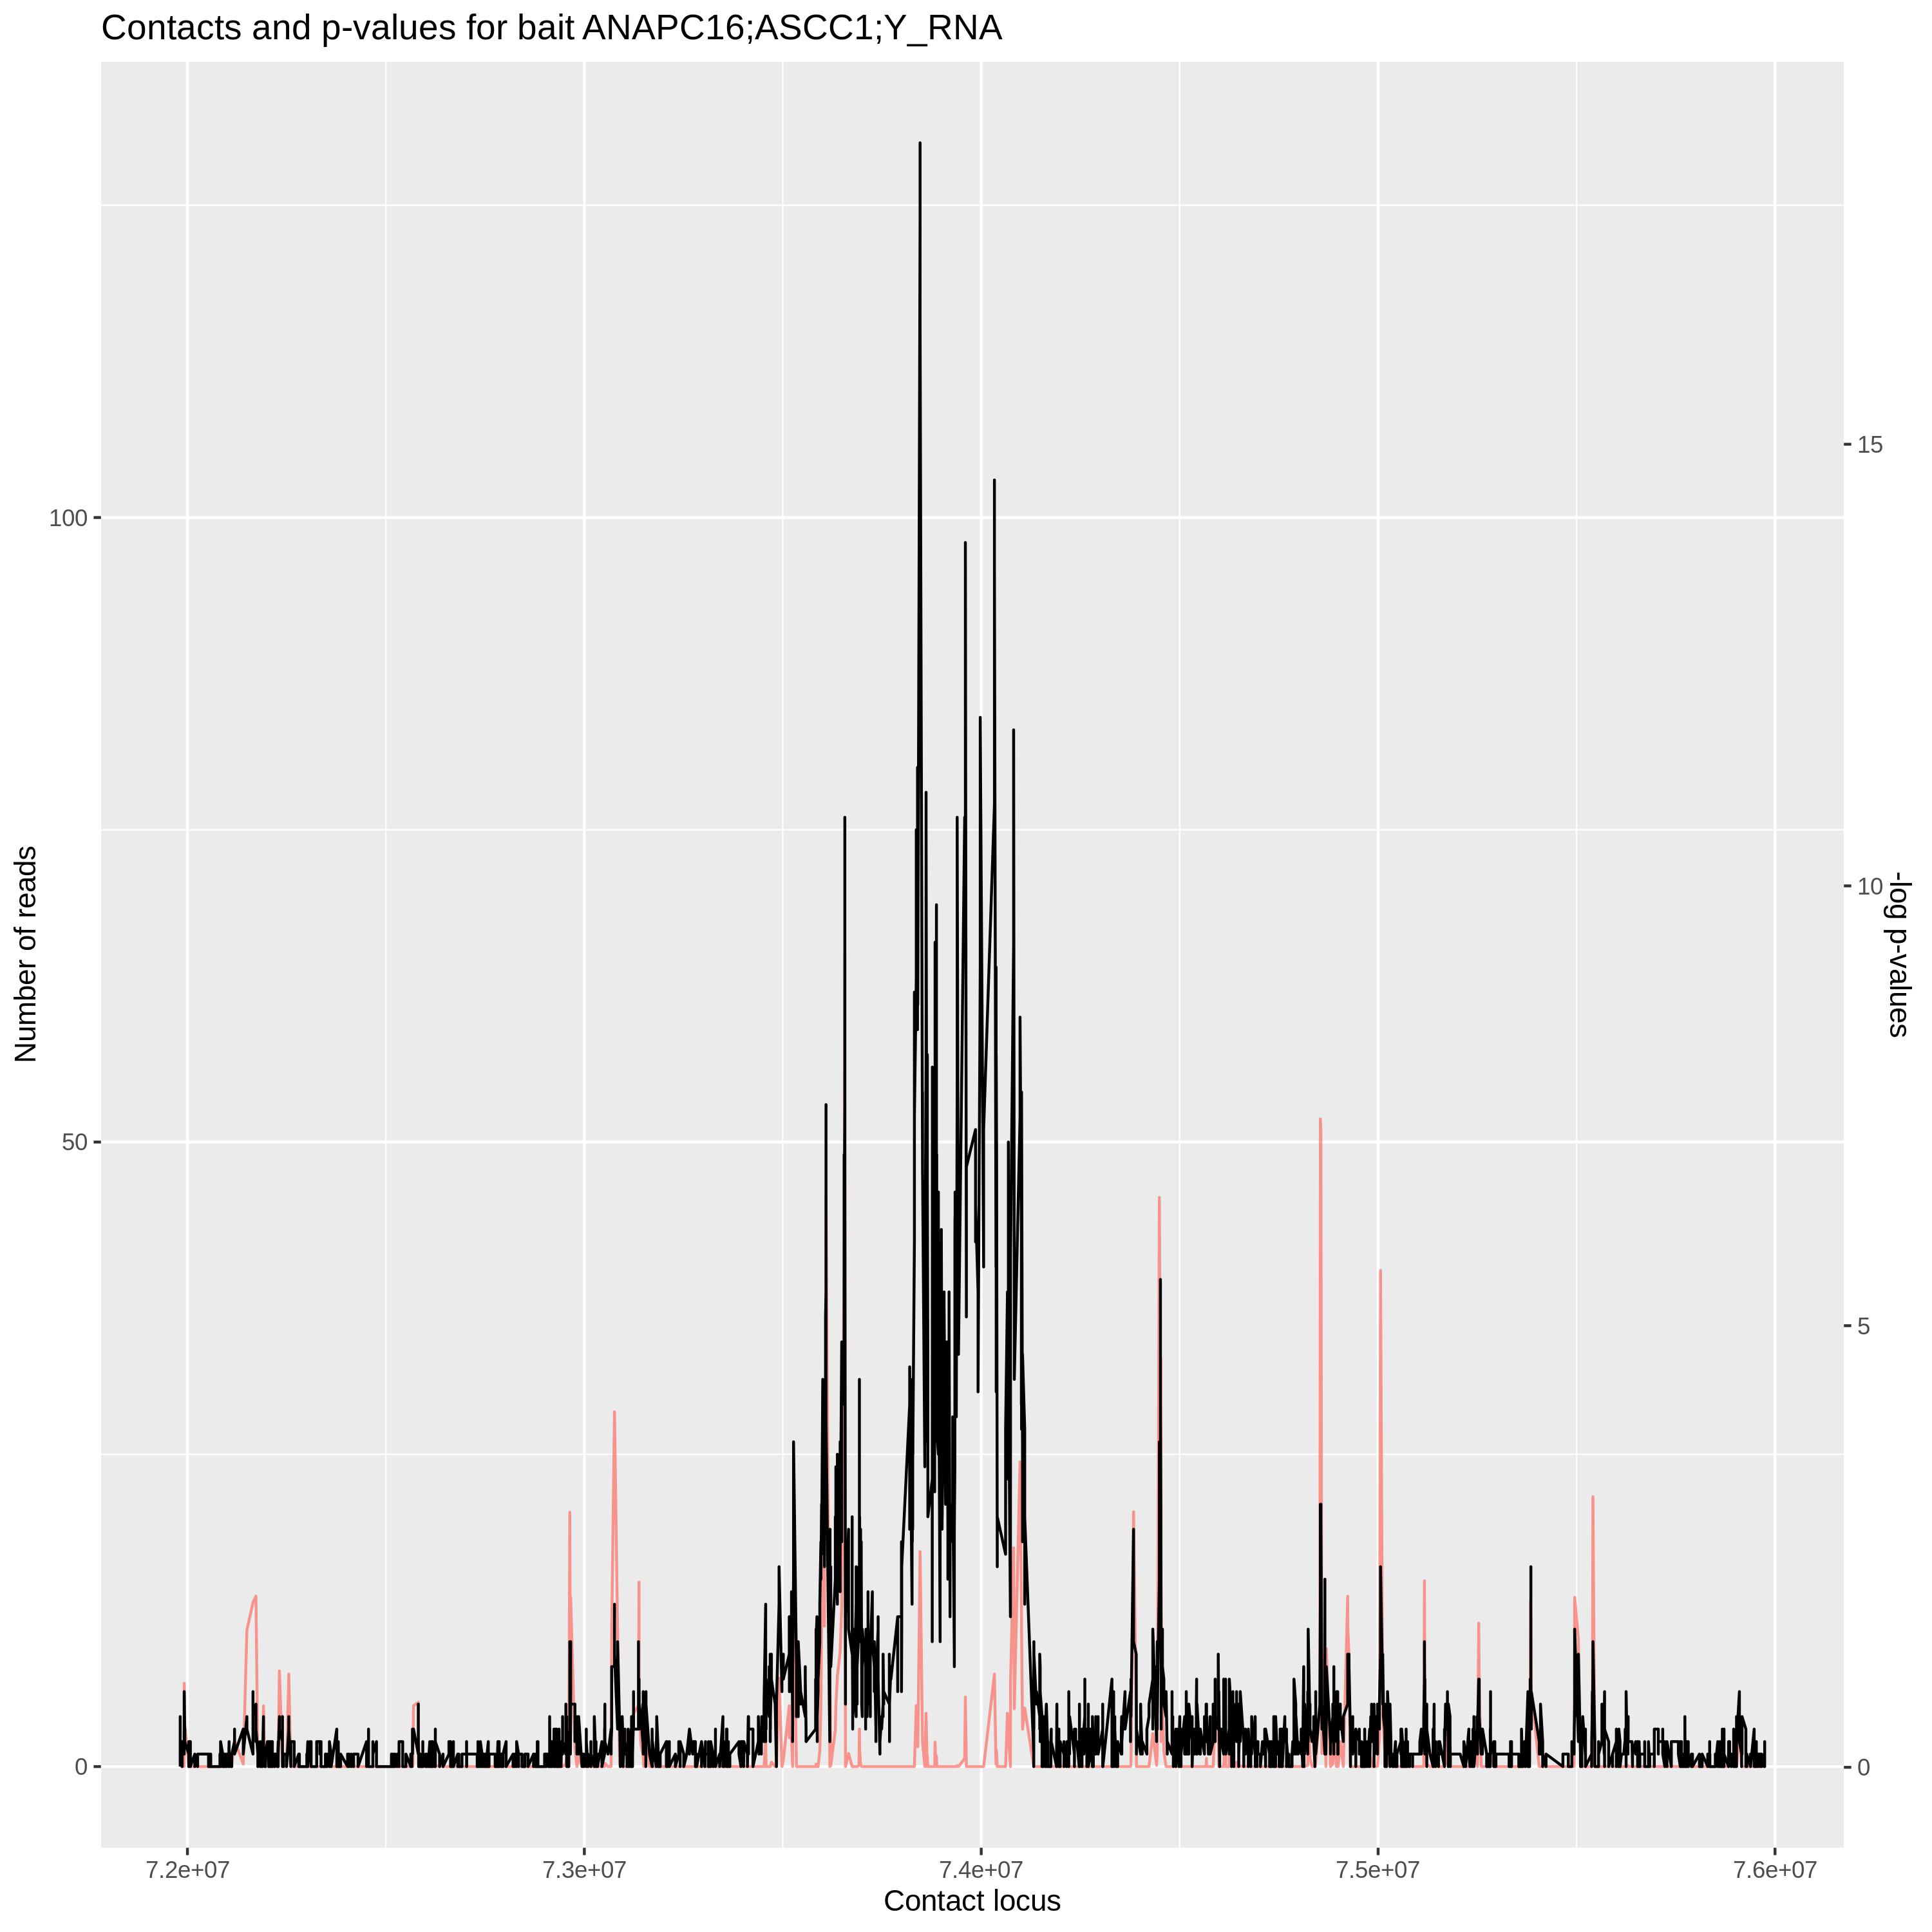 Contacts and p-values for bait ANAPC16;ASCC1;Y_RNA
Number of reads
100
50
0
15
10
5
0
-log p-values
7.2e+07 7.3e+07 7.4e+07 7.5e+07 7.6e+07
Contact locus